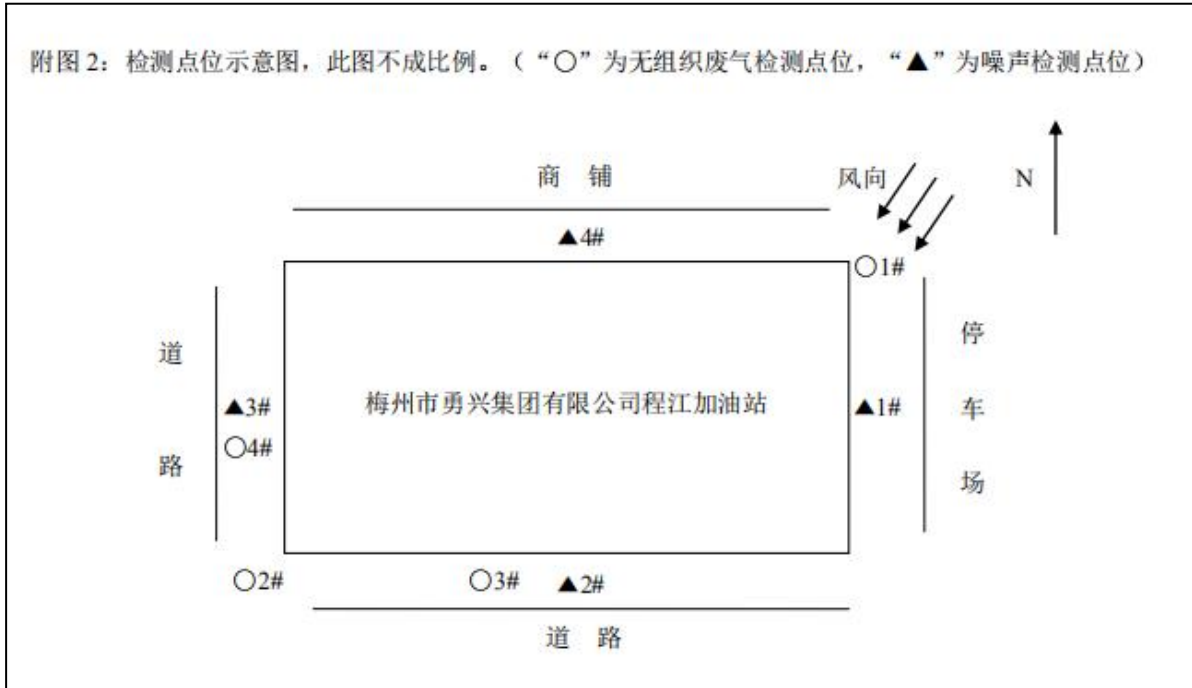 附图 2：检测点位示意图，此图不成比例。（ “○”为无组织废气检测点位，“▲”为噪声检测点位）
商 铺
风向
N
▲4#
○1#
道 路
停 车 场
▲3#
梅州市勇兴集团有限公司程江加油站
▲1#
○4#
○2#
○3#
▲2#
道 路